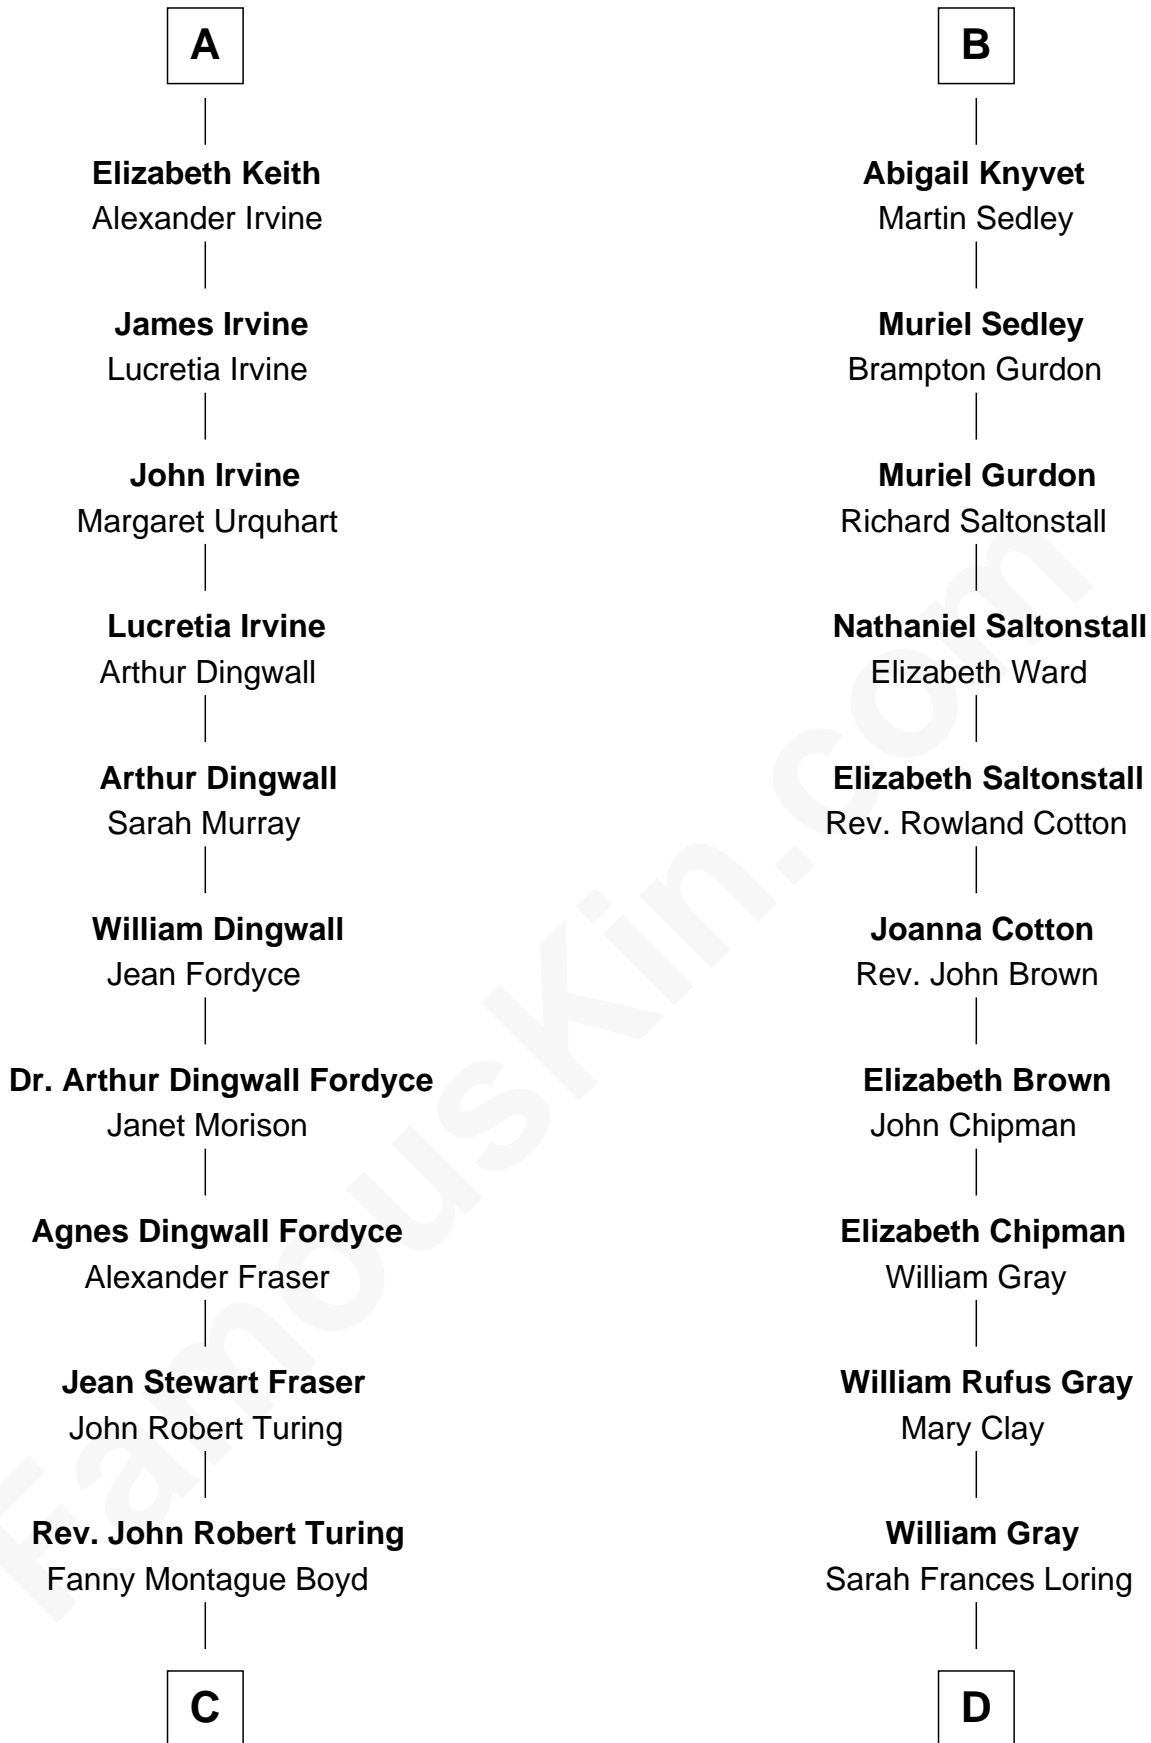 A
Elizabeth Keith
Alexander Irvine
James Irvine
Lucretia Irvine
John Irvine
Margaret Urquhart
Lucretia Irvine
Arthur Dingwall
Arthur Dingwall
Sarah Murray
William Dingwall
Jean Fordyce
Dr. Arthur Dingwall Fordyce
Janet Morison
Agnes Dingwall Fordyce
Alexander Fraser
Jean Stewart Fraser
John Robert Turing
Rev. John Robert Turing
Fanny Montague Boyd
C
B
Abigail Knyvet
Martin Sedley
Muriel Sedley
Brampton Gurdon
Muriel Gurdon
Richard Saltonstall
Nathaniel Saltonstall
Elizabeth Ward
Elizabeth Saltonstall
Rev. Rowland Cotton
Joanna Cotton
Rev. John Brown
Elizabeth Brown
John Chipman
Elizabeth Chipman
William Gray
William Rufus Gray
Mary Clay
William Gray
Sarah Frances Loring
D
FamousKin.com